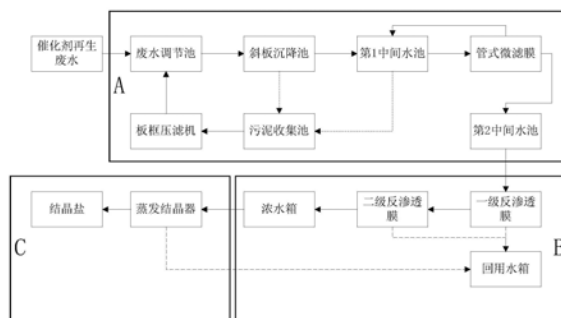 催化剂再生
废水
废水调节池
斜板沉降池
第1中间水池
管式微滤膜
A
板框压滤机
污泥收集池
第2中间水池
结晶盐
蒸发结晶器
浓水箱
二级反渗透
膜
一级反渗透
膜
C
B
回用水箱